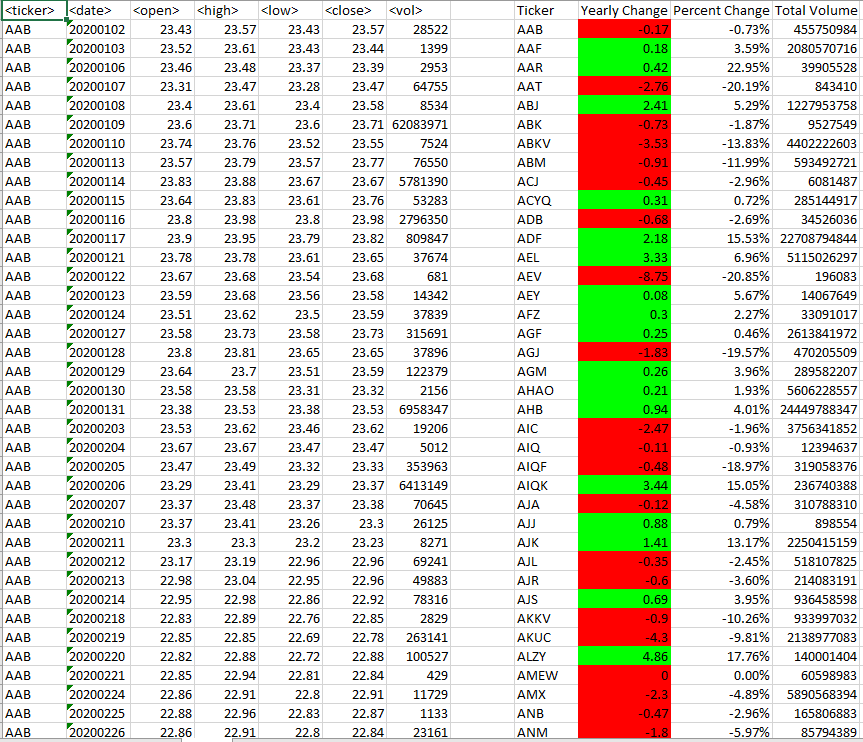 <ticker> <date> <open> <high> <low> <close> <vol> Ticker Yearly Change Percent Change Total Volume
AAB 20200102 23.43 23.57 23.43 23.57 28522 AAB -0.17 -0.73% 455750984
AAB 20200103 23.52 23.61 23.43 23.44 1399 AAF 0.18 3.59% 2080570716
AAB 20200106 23.46 23.48 23.37 23.39 2953 AAR 0.42 22.95% 39905528
AAB 20200107 23.31 23.47 23.28 23.47 64755 AAT -2.76 -20.19% 843410
AAB 20200108 23.4 23.61 23.4 23.58 8534 ABJ 2.41 5.29% 1227953758
AAB 20200109 23.6 23.71 23.6 23.71 62083971 ABK -0.73 -1.87% 9527549
AAB 20200110 23.74 23.76 23.52 23.55 7524 ABKV -3.53 -13.83% 4402222603
AAB 20200113 23.57 23.79 23.57 23.77 76550 ABM -0.91 -11.99% 593492721
AAB 20200114 23.83 23.88 23.67 23.67 5781390 ACJ -0.45 -2.96% 6081487
AAB 20200115 23.64 23.83 23.61 23.76 53283 ACYQ 0.31 0.72% 285144917
AAB 20200116 23.8 23.98 23.8 23.98 2796350 ADB -0.68 -2.69% 34526036
AAB 20200117 23.9 23.95 23.79 23.82 809847 ADF 2.18 15.53% 22708794844
AAB 20200121 23.78 23.78 23.61 23.65 37674 AEL 3.33 6.96% 5115026297
AAB 20200122 23.67 23.68 23.54 23.68 681 AEV -8.75 -20.85% 196083
AAB 20200123 23.59 23.68 23.56 23.58 14342 AEY 0.08 5.67% 14067649
AAB 20200124 23.51 23.62 23.5 23.59 37839 AFZ 0.3 2.27% 33091017
AAB 20200127 23.58 23.73 23.58 23.73 315691 AGF 0.25 0.46% 2613841972
AAB 20200128 23.8 23.81 23.65 23.65 37896 AGJ -1.83 -19.57% 470205509
AAB 20200129 23.64 23.7 23.51 23.59 122379 AGM 0.26 3.96% 289582207
AAB 20200130 23.58 23.58 23.31 23.32 2156 AHAO 0.21 1.93% 5606228557
AAB 20200131 23.38 23.53 23.38 23.53 6958347 AHB 0.94 4.01% 24449788347
AAB 20200203 23.53 23.62 23.46 23.62 19206 AIC -2.47 -1.96% 3756341852
AAB 20200204 23.67 23.67 23.47 23.47 5012 AIQ -0.11 -0.93% 12394637
AAB 20200205 23.47 23.49 23.32 23.33 353963 AIQF -0.48 -18.97% 319058376
AAB 20200206 23.29 23.41 23.29 23.37 6413149 AIQK 3.44 15.05% 236740388
AAB 20200207 23.37 23.48 23.37 23.38 70645 AJA -0.12 -4.58% 310788310
AAB 20200210 23.37 23.41 23.26 23.3 26125 AJJ 0.88 0.79% 898554
AAB 20200211 23.3 23.3 23.2 23.23 8271 AJK 1.41 13.17% 2250415159
AAB 20200212 23.17 23.19 22.96 22.96 69241 AJL -0.35 -2.45% 518107825
AAB 20200213 22.98 23.04 22.95 22.96 49883 AJR -0.6 -3.60% 214083191
AAB 20200214 22.95 22.98 22.86 22.92 78316 AJS 0.69 3.95% 936458598
AAB 20200218 22.83 22.89 22.76 22.85 2829 AKKV -0.9 -10.26% 933997032
AAB 20200219 22.85 22.85 22.69 22.78 263141 AKUC -4.3 -9.81% 2138977083
AAB 20200220 22.82 22.88 22.72 22.88 100527 ALZY 4.86 17.76% 140001404
AAB 20200221 22.85 22.94 22.81 22.84 429 AMEW 0 0.00% 60598983
AAB 20200224 22.86 22.91 22.8 22.91 11729 AMX -2.3 -4.89% 5890568394
AAB 20200225 22.88 22.96 22.83 22.87 1133 ANB -0.47 -2.96% 165806883
AAB 20200226 22.86 22.91 22.8 22.84 23161 ANM -1.8 -5.97% 85794389